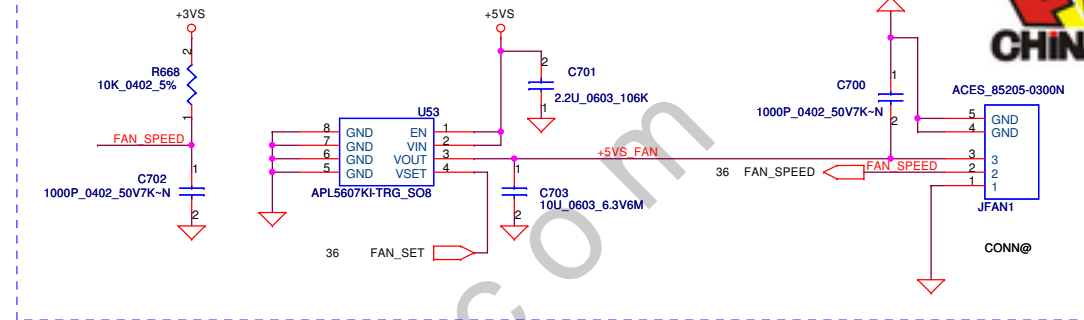 +3VS
+5VS
CHiN
2
R668
10K_0402_5%
1
FAN_SPEED
1
C702
1000P_0402_50V7K~N
2
U53
8 GND EN 1
7 GND VIN 2
6 GND VOUT 3
5 GND VSET 4
APL5607KI-TRG_SO8
2
C701
2.2U_0603_106K
1
+5VS_FAN
1
C703
10U_0603_6.3V6M
2
36 FAN_SET
1
C700
1000P_0402_50V7K~N
2
ACES_85205-0300N
5 GND
4 GND
3 3
36 FAN_SPEED FAN_SPEED 2 2
1 1
JFAN1
CONN@
com